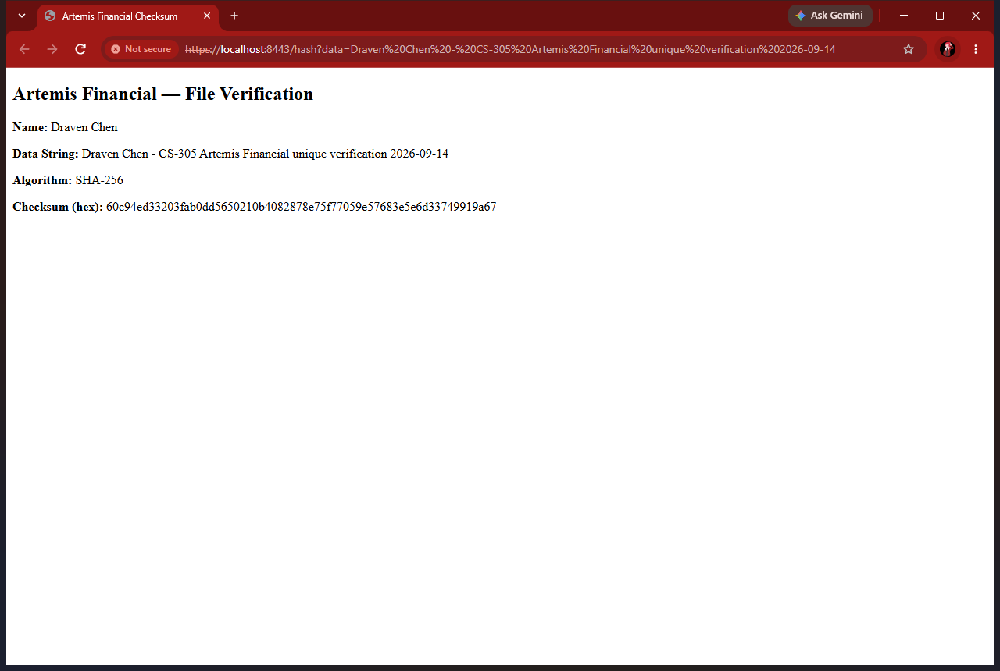 Artemis Financial Checksum
Ask Gemini
Not secure
https://localhost:8443/hash?data=Draven%20Chen%20-%20CS-305%20Artemis%20Financial%20unique%20verification%202026-09-14
Artemis Financial — File Verification
Name: Draven Chen
Data String: Draven Chen - CS-305 Artemis Financial unique verification 2026-09-14
Algorithm: SHA-256
Checksum (hex): 60c94ed33203fab0dd5650210b4082878e75f77059e57683e5e6d33749919a67